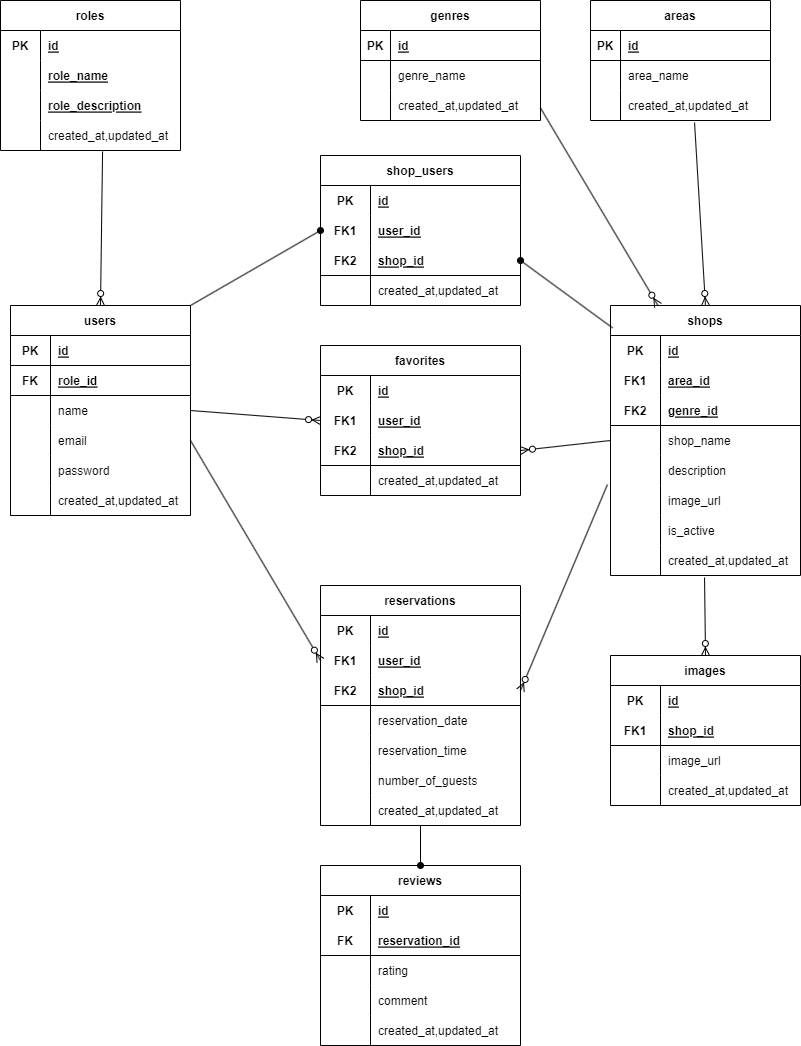 roles
PK id
role_name
role_description
created_at,updated_at
genres
PK id
genre_name
created_at,updated_at
areas
PK id
area_name
created_at,updated_at
shop_users
PK id
FK1 user_id
FK2 shop_id
created_at,updated_at
users
PK id
FK role_id
name
email
password
created_at,updated_at
favorites
PK id
FK1 user_id
FK2 shop_id
created_at,updated_at
shops
PK id
FK1 area_id
FK2 genre_id
shop_name
description
image_url
is_active
created_at,updated_at
reservations
PK id
FK1 user_id
FK2 shop_id
reservation_date
reservation_time
number_of_guests
created_at,updated_at
images
PK id
FK1 shop_id
image_url
created_at,updated_at
reviews
PK id
FK reservation_id
rating
comment
created_at,updated_at